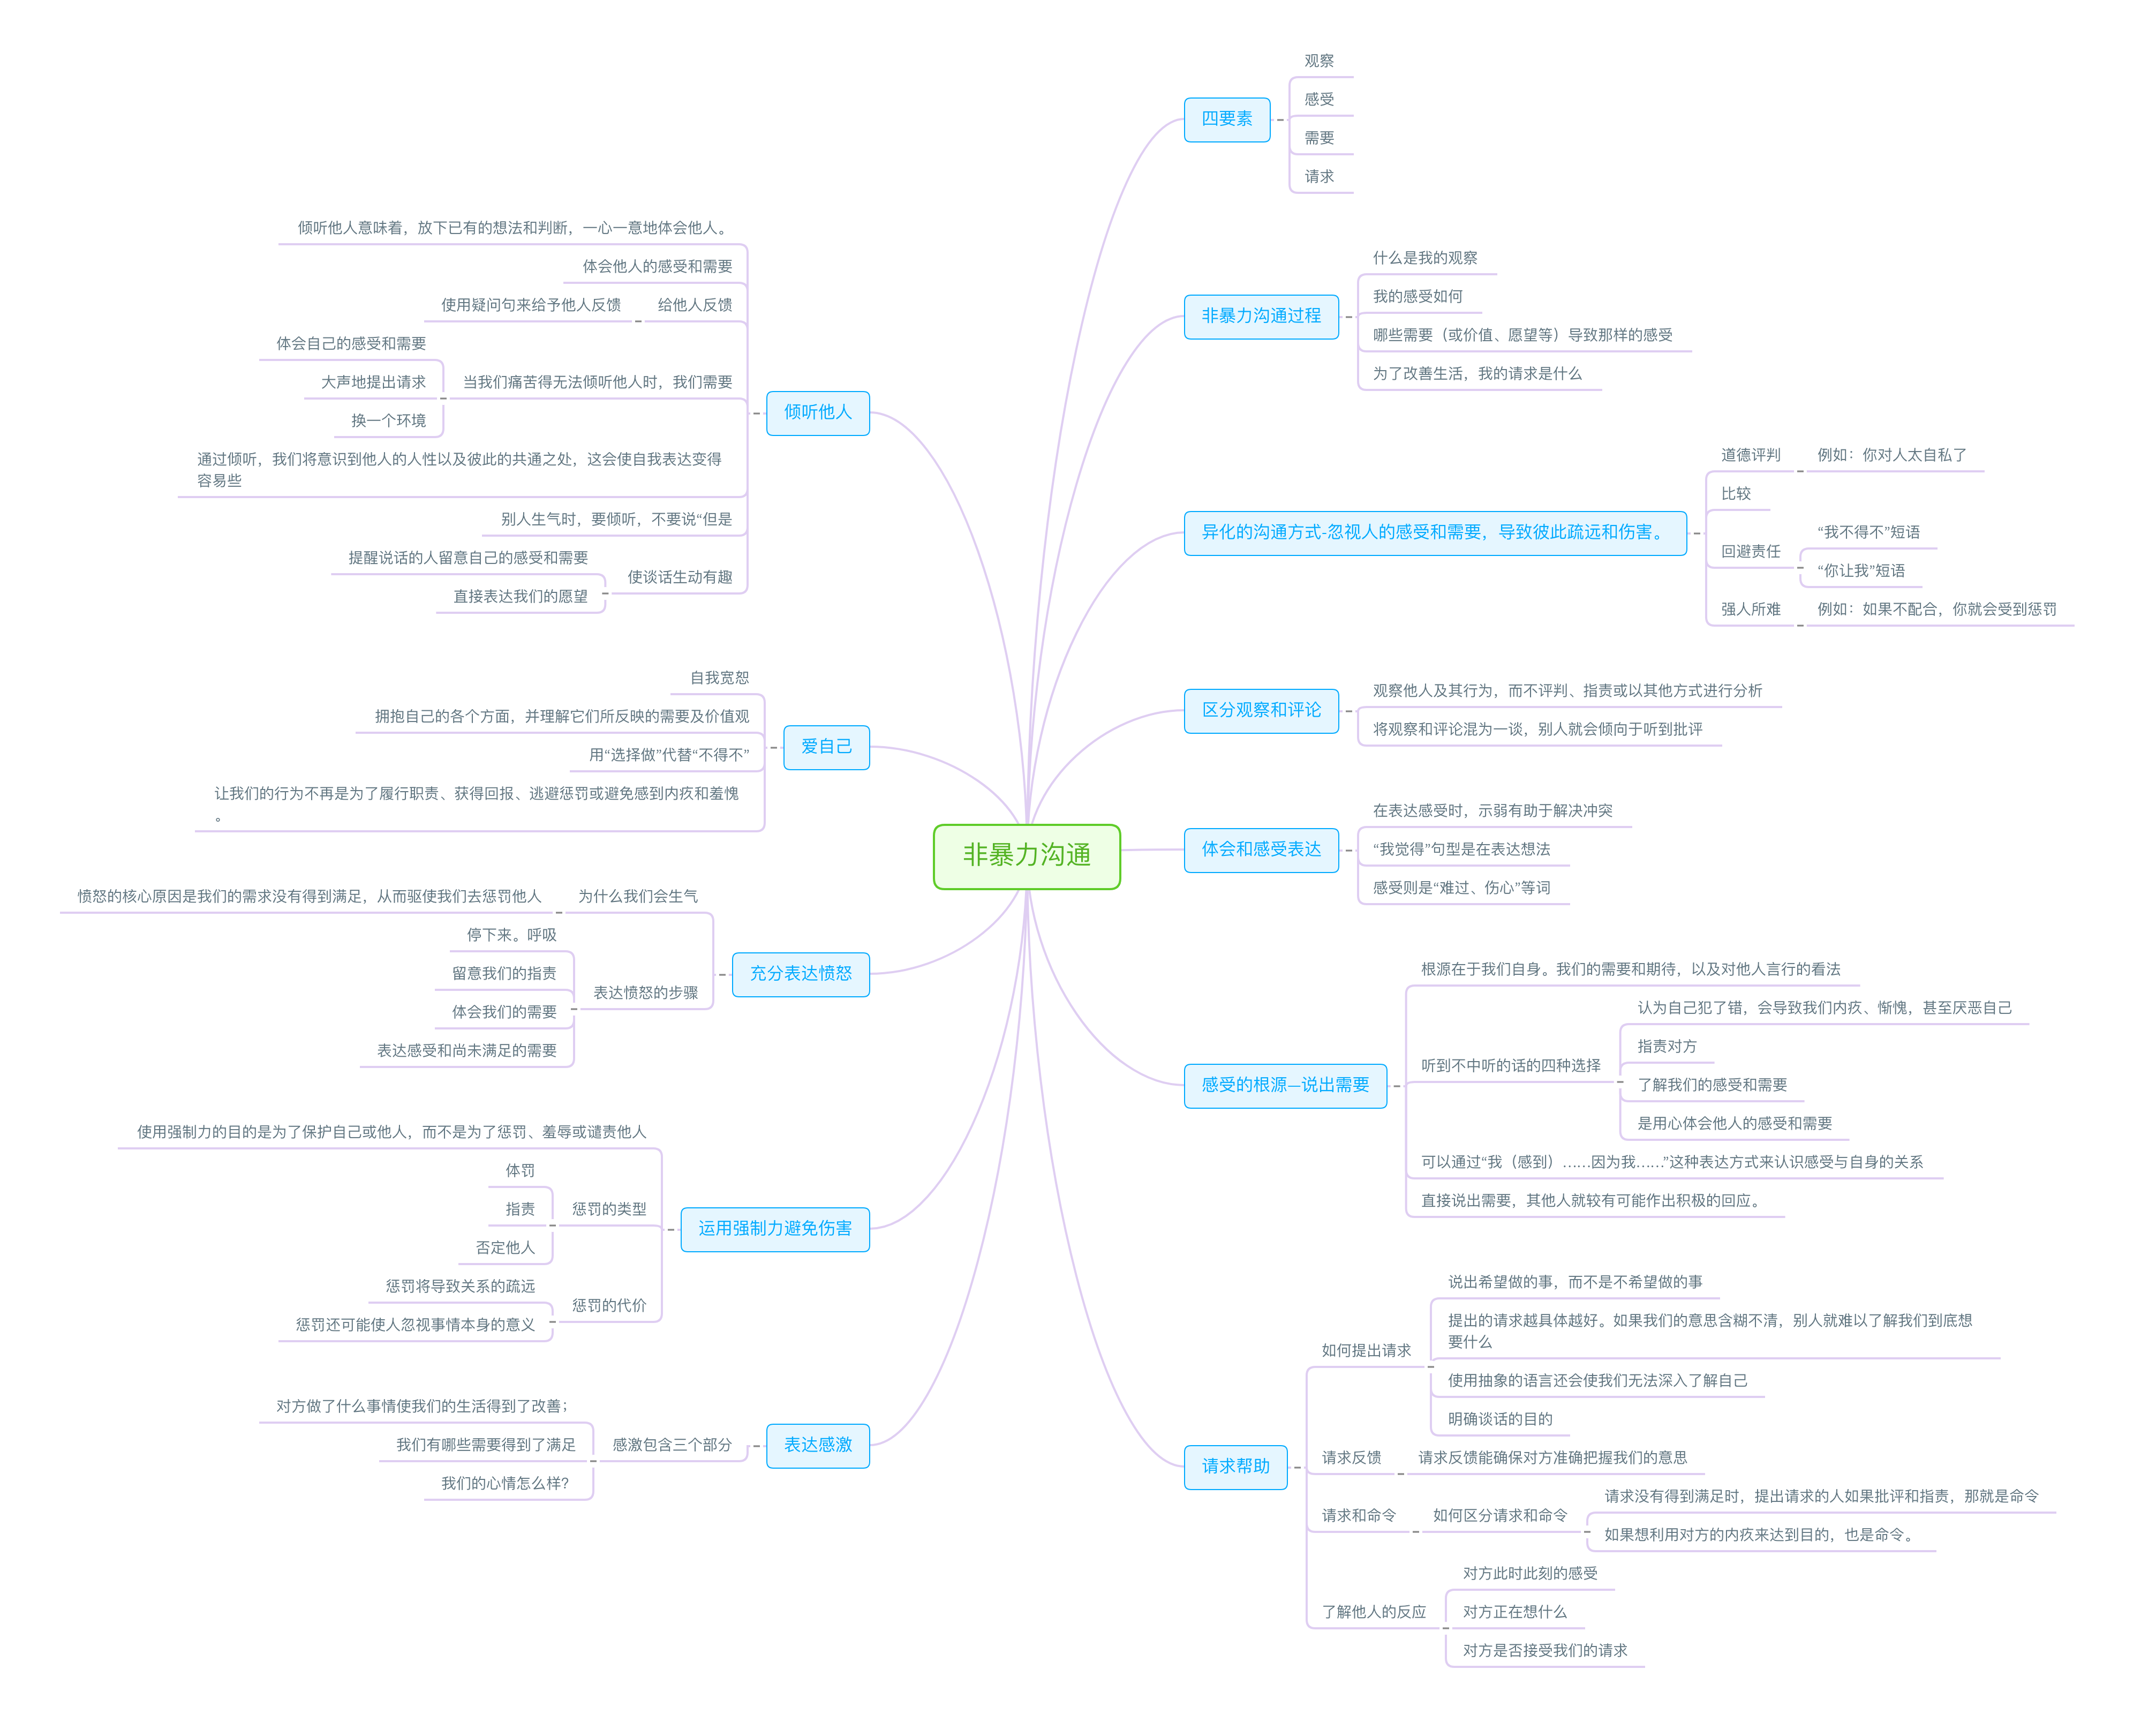 非暴力沟通
四要素
观察
感受
需要
请求
非暴力沟通过程
什么是我的观察
我的感受如何
哪些需要（或价值、愿望等）导致那样的感受
为了改善生活，我的请求是什么
异化的沟通方式-忽视人的感受和需要，导致彼此疏远和伤害。
道德评判
例如：你对人太自私了
比较
回避责任
“我不得不”短语
“你让我”短语
强人所难
例如：如果不配合，你就会受到惩罚
区分观察和评论
观察他人及其行为，而不评判、指责或以其他方式进行分析
将观察和评论混为一谈，别人就会倾向于听到批评
体会和感受表达
在表达感受时，示弱有助于解决冲突
“我觉得”句型是在表达想法
感受则是“难过、伤心”等词
感受的根源—说出需要
根源在于我们自身。我们的需要和期待，以及对他人言行的看法
听到不中听的话的四种选择
认为自己犯了错，会导致我们内疚、惭愧，甚至厌恶自己
指责对方
了解我们的感受和需要
是用心体会他人的感受和需要
可以通过“我（感到）……因为我……”这种表达方式来认识感受与自身的关系
直接说出需要，其他人就较有可能作出积极的回应。
请求帮助
如何提出请求
说出希望做的事，而不是不希望做的事
提出的请求越具体越好。如果我们的意思含糊不清，别人就难以了解我们到底想
要什么
使用抽象的语言还会使我们无法深入了解自己
明确谈话的目的
请求反馈
请求反馈能确保对方准确把握我们的意思
请求和命令
如何区分请求和命令
请求没有得到满足时，提出请求的人如果批评和指责，那就是命令
如果想利用对方的内疚来达到目的，也是命令。
了解他人的反应
对方此时此刻的感受
对方正在想什么
对方是否接受我们的请求
倾听他人
倾听他人意味着，放下已有的想法和判断，一心一意地体会他人。
体会他人的感受和需要
给他人反馈
使用疑问句来给予他人反馈
当我们痛苦得无法倾听他人时，我们需要
体会自己的感受和需要
大声地提出请求
换一个环境
通过倾听，我们将意识到他人的人性以及彼此的共通之处，这会使自我表达变得
容易些
别人生气时，要倾听，不要说“但是
使谈话生动有趣
提醒说话的人留意自己的感受和需要
直接表达我们的愿望
爱自己
自我宽恕
拥抱自己的各个方面，并理解它们所反映的需要及价值观
用“选择做”代替“不得不”
让我们的行为不再是为了履行职责、获得回报、逃避惩罚或避免感到内疚和羞愧
。
充分表达愤怒
为什么我们会生气
愤怒的核心原因是我们的需求没有得到满足，从而驱使我们去惩罚他人
表达愤怒的步骤
停下来。呼吸
留意我们的指责
体会我们的需要
表达感受和尚未满足的需要
运用强制力避免伤害
使用强制力的目的是为了保护自己或他人，而不是为了惩罚、羞辱或谴责他人
惩罚的类型
体罚
指责
否定他人
惩罚的代价
惩罚将导致关系的疏远
惩罚还可能使人忽视事情本身的意义
表达感激
感激包含三个部分
对方做了什么事情使我们的生活得到了改善；
我们有哪些需要得到了满足
我们的心情怎么样？